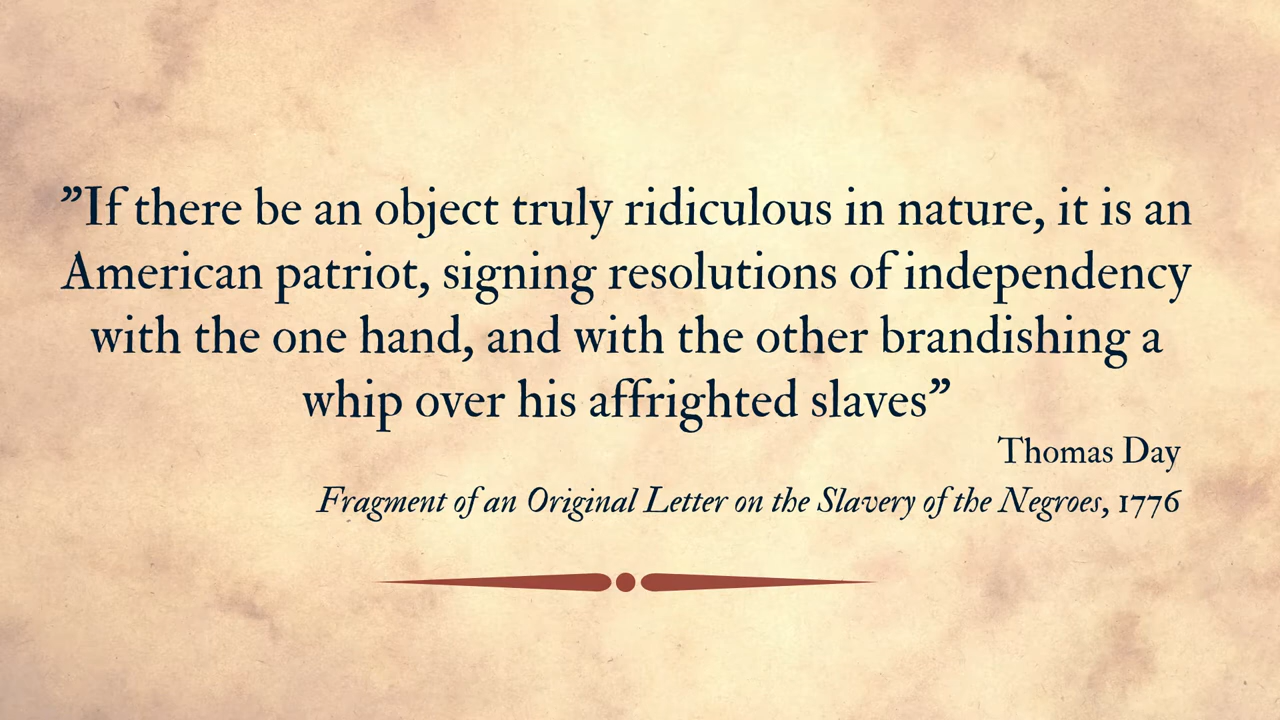 ”If there be an object truly ridiculous in nature, it is an
American patriot, signing resolutions of independency
with the one hand, and with the other brandishing a
whip over his affrighted slaves”
Thomas Day
Fragment of an Original Letter on the Slavery of the Negroes, 1776